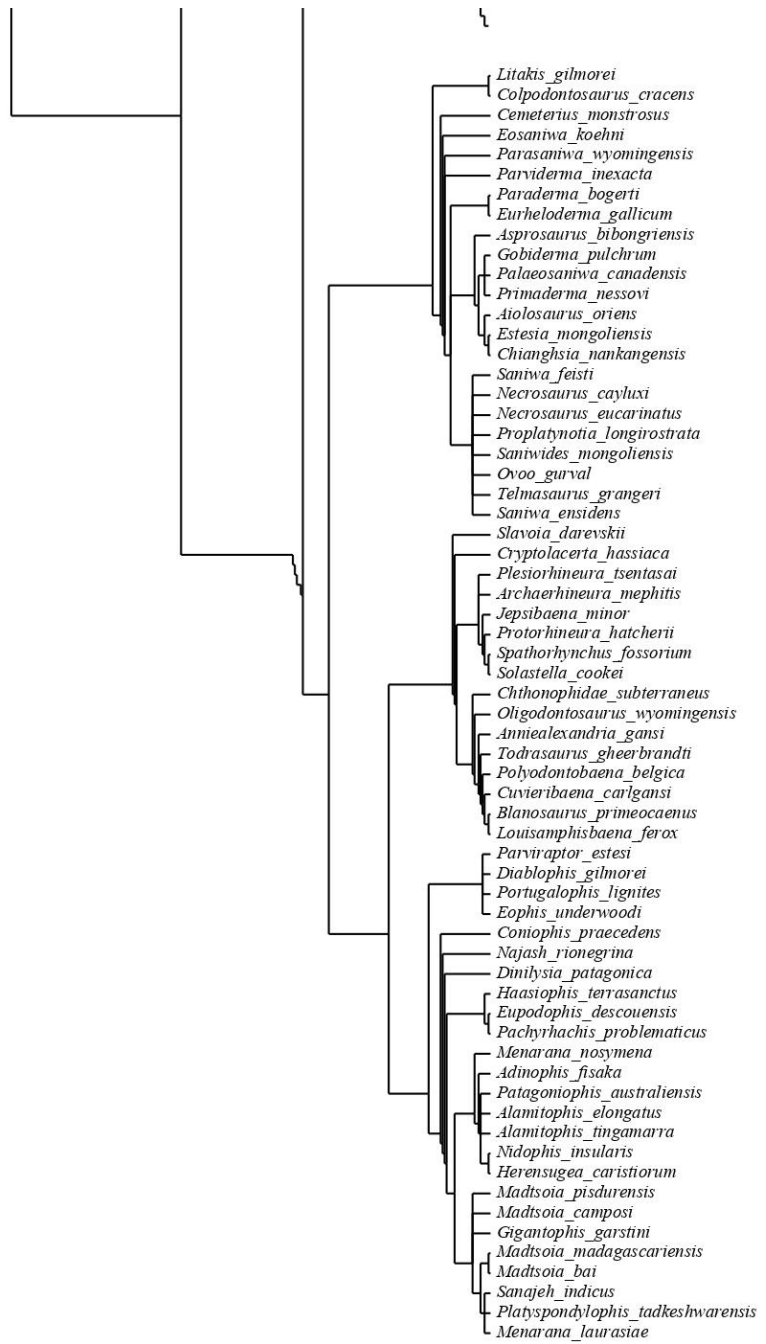 Litakis_gilmorei
Colpodontosaurus_cracens
Cemeterius_monstrosus
Eosaniwa_koehni
Parasaniwa_wyomingensis
Parviderma_inexacta
Paraderma_bogerti
Eurheloderma_gallicum
Asprosaurus_bibongriensis
Gobiderma_pulchrum
Palaeosaniwa_canadensis
Primaderma_nessovi
Aiolosaurus_oriens
Estesia_mongoliensis
Chianghsia_nankangensis
Saniwa_feisti
Necrosaurus_cayluxi
Necrosaurus_eucarinatus
Proplatynotia_longirostrata
Saniwides_mongoliensis
Ovoo_gurval
Telmasaurus_grangeri
Saniwa_ensidens
Slavoia_darevskii
Cryptolacerta_hassiaca
Plesiorhineura_tsentasai
Archaerhineura_mephitis
Jepsibaena_minor
Protorhineura_hatcherii
Spathorhynchus_fossorium
Solastella_cookei
Chthonophidae_subterraneus
Oligodontosaurus_wyomingensis
Anniealexandria_gansi
Todrasaurus_gheerbrandti
Polyodontobaena_belgica
Cuvieribaena_carlgansi
Blanosaurus_primeocaenus
Louisamphisbaena_ferox
Parviraptor_estesi
Diablophis_gilmorei
Portugalophis_lignites
Eophis_underwoodi
Coniophis_praecedens
Najash_rionegrina
Dinilysia_patagonica
Haasiophis_terrasanctus
Eupodophis_descouensis
Pachyrhachis_problematicus
Menarana_nosymena
Adinophis_fisaka
Patagoniophis_australiensis
Alamitophis_elongatus
Alamitophis_tingamarra
Nidophis_insularis
Herensugea_caristiorum
Madtsoia_pisdurensis
Madtsoia_camposi
Gigantophis_garstini
Madtsoia_madagascariensis
Madtsoia_bai
Sanajeh_indicus
Platyspondylophis_tadkeshwarensis
Menarana_laurasiae